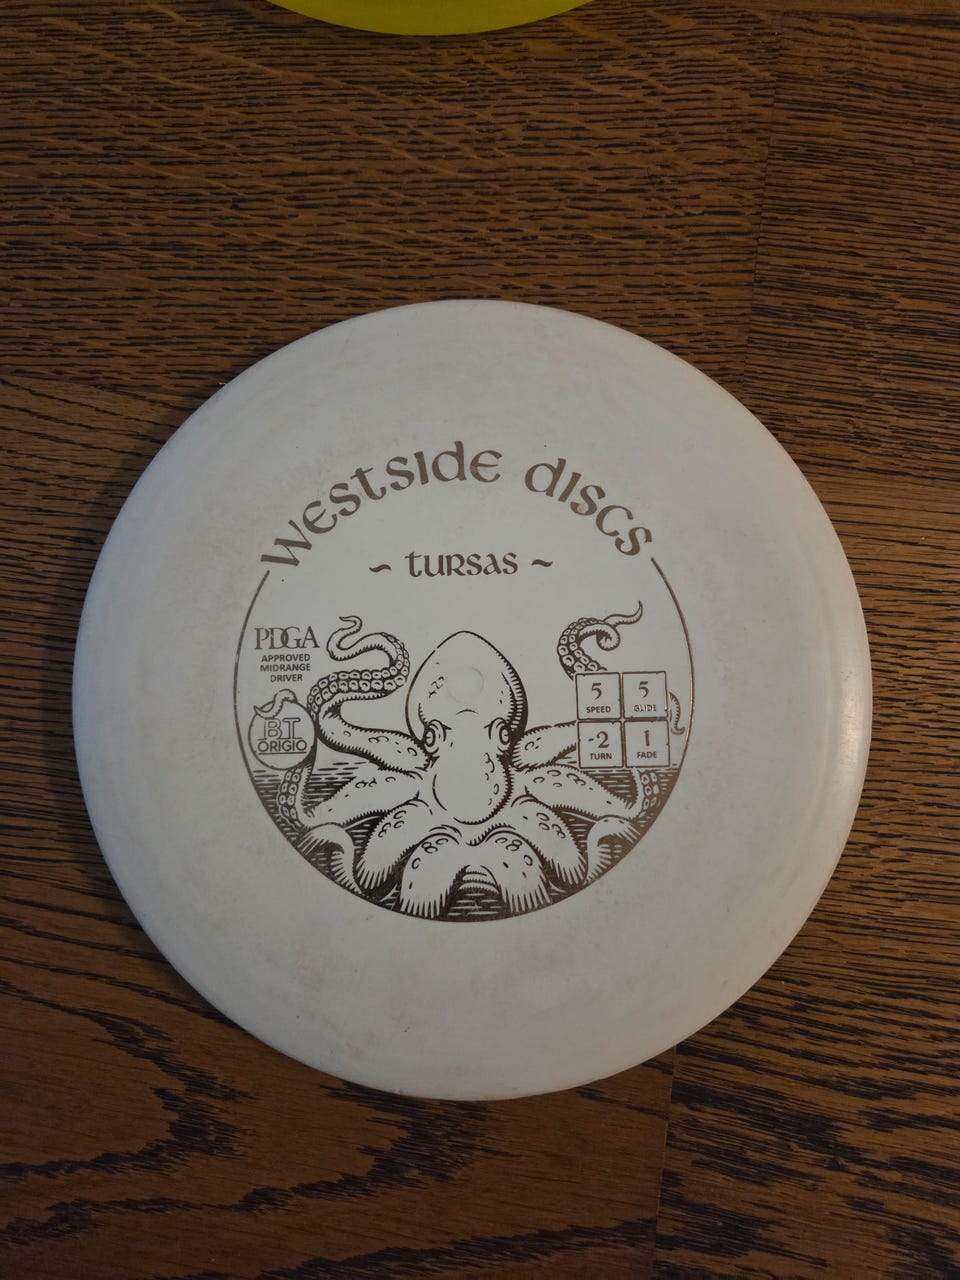 westside discs
~ tursas ~
PDGA
APPROVED
MIDRANGE
DRIVER
BT
ORIGIO
5 5
SPEED GLIDE
-2 1
TURN FADE